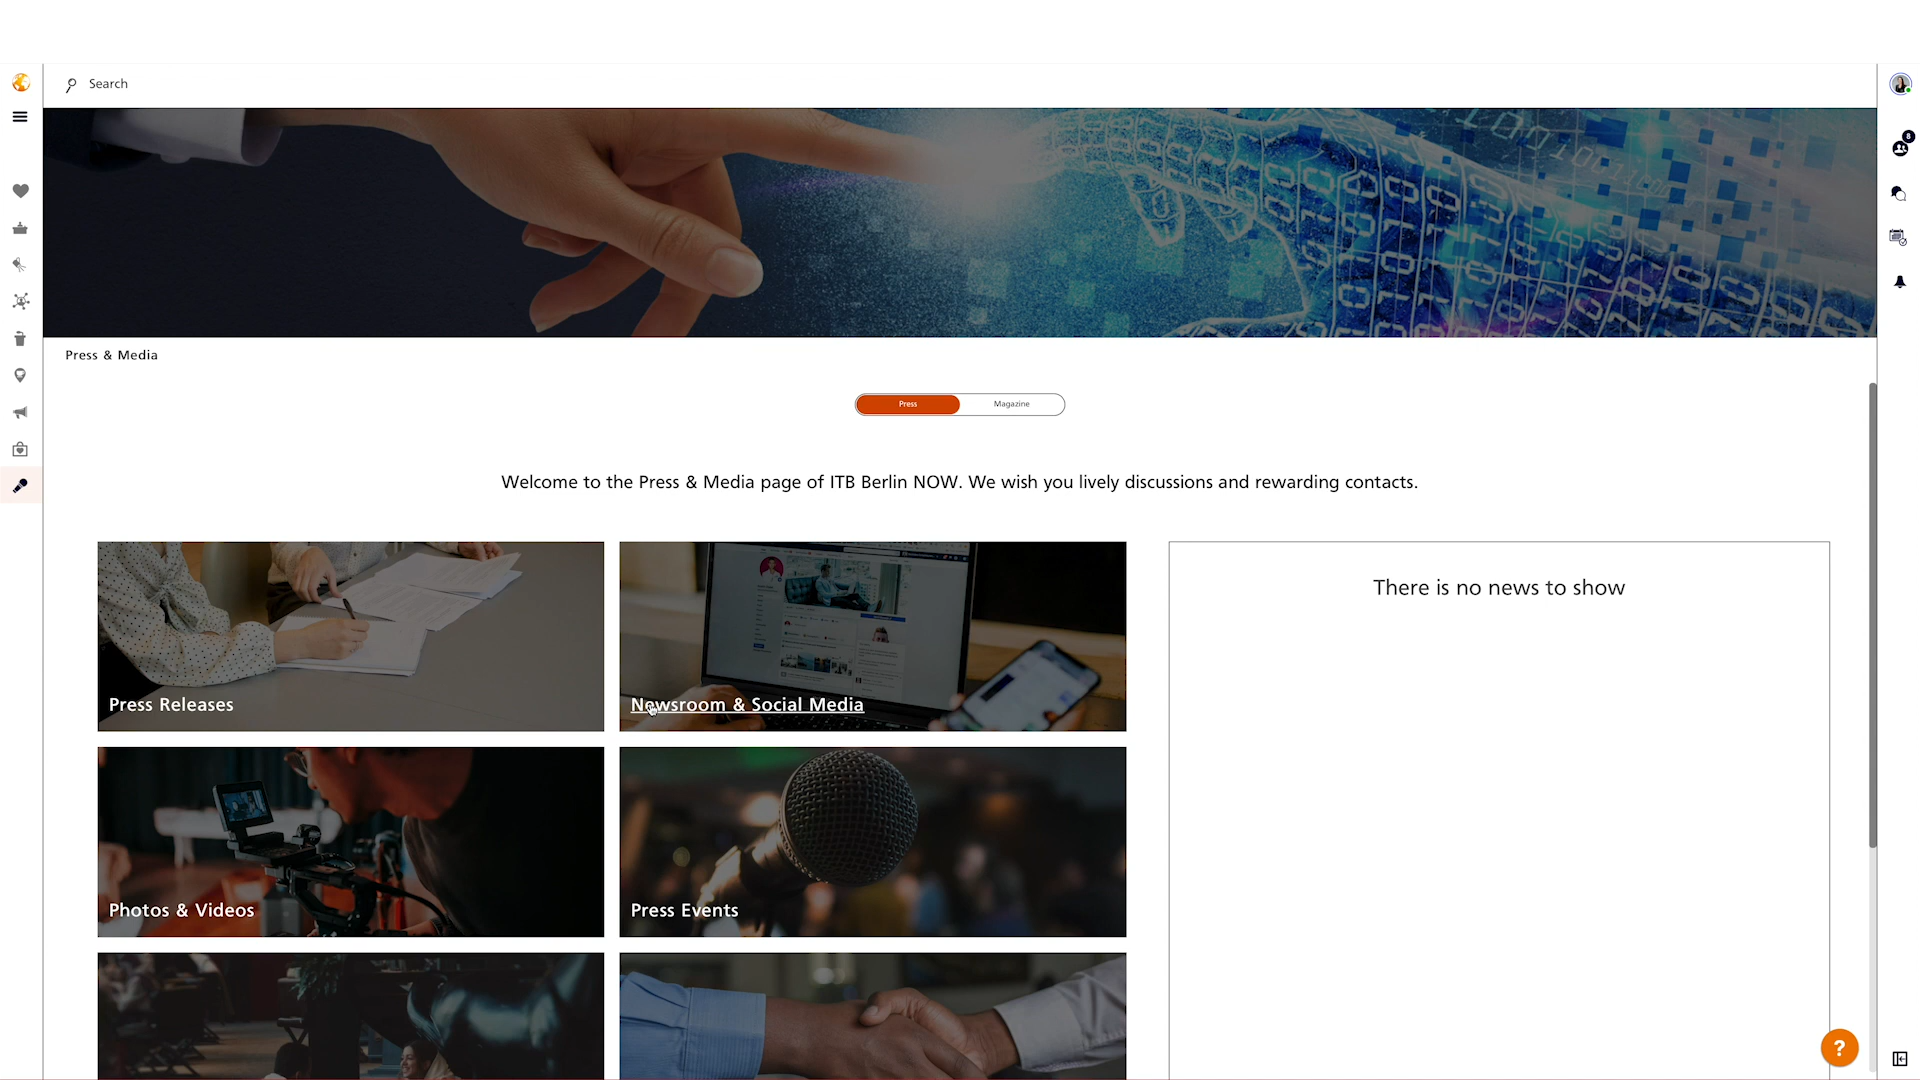 Search
8
Press & Media
Press
Magazine
Welcome to the Press & Media page of ITB Berlin NOW. We wish you lively discussions and rewarding contacts.
Press Releases
Newsroom & Social Media
There is no news to show
Photos & Videos
Press Events
?